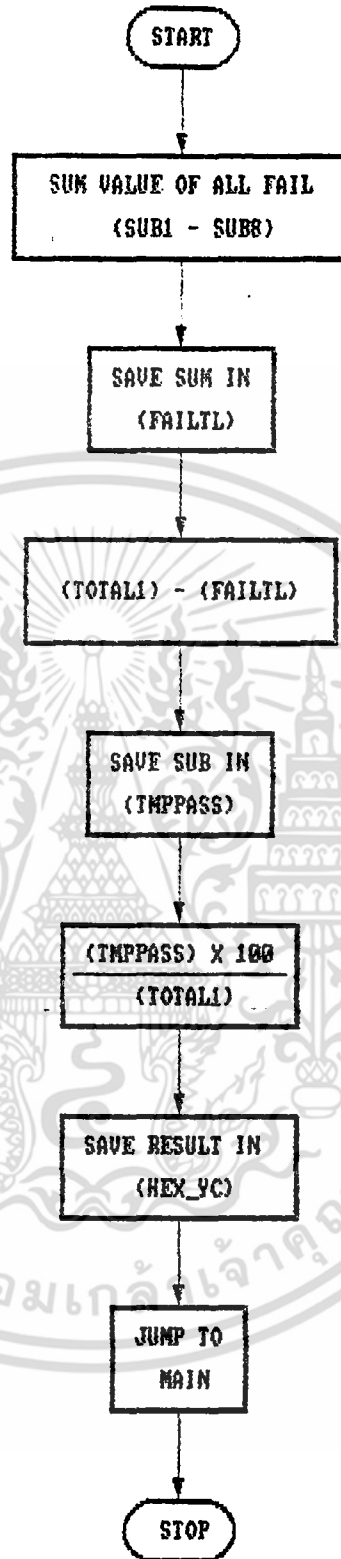 START
SUM VALUE OF ALL FAIL
(SUB1 - SUB8)
SAVE SUM IN
(FAILTL)
(TOTAL1) - (FAILTL)
SAVE SUB IN
(TMPPASS)
(TMPPASS) X 100
(TOTAL1)
SAVE RESULT IN
(HEX_YC)
JUMP TO
MAIN
STOP